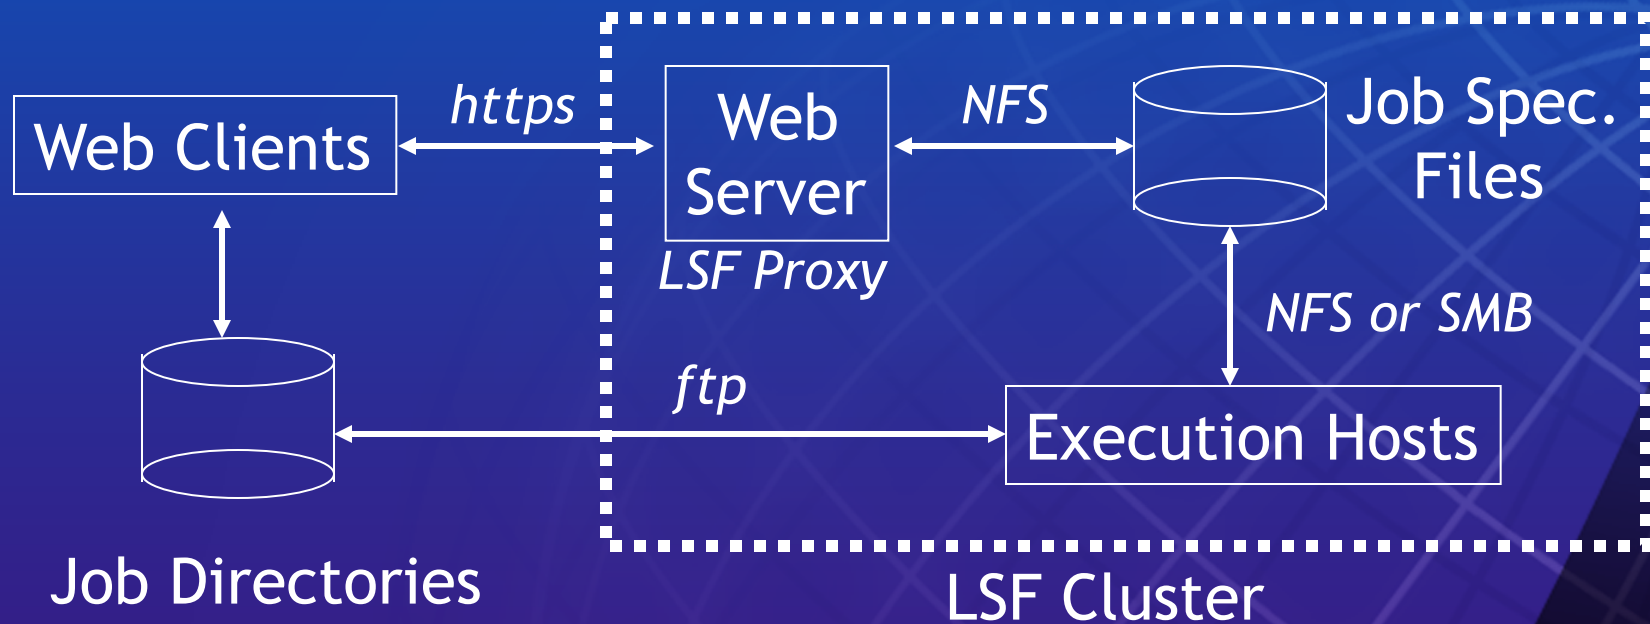 Web Clients
https
Web
Server
LSF Proxy
NFS
Job Spec.
Files
NFS or SMB
ftp
Execution Hosts
Job Directories
LSF Cluster